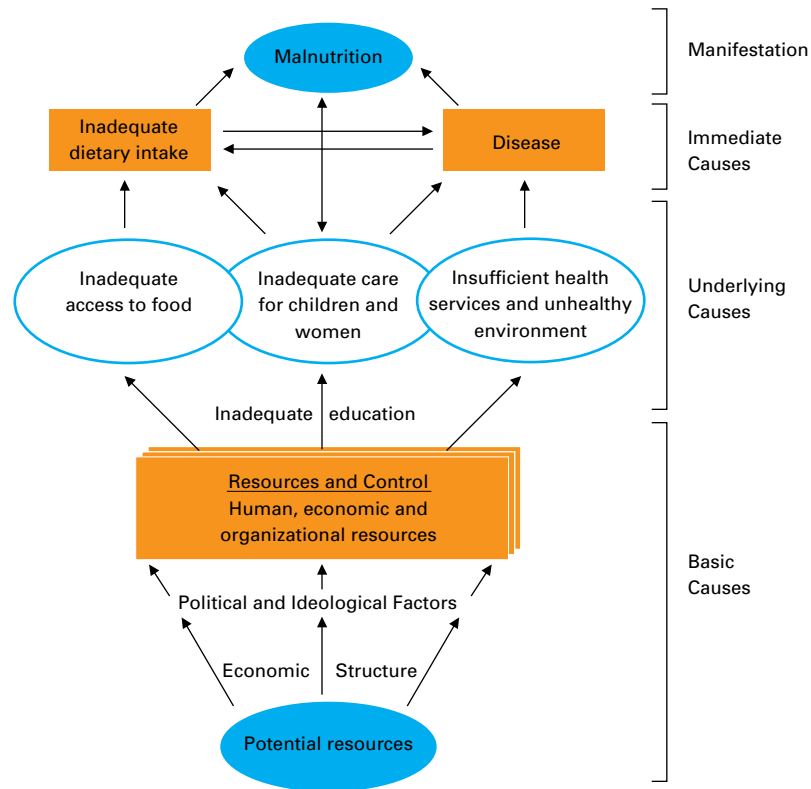 Malnutrition
Manifestation
Inadequate
dietary intake
Disease
Immediate
Causes
Inadequate
access to food
Inadequate care
for children and
women
Insufficient health
services and unhealthy
environment
Underlying
Causes
Inadequate education
Resources and Control
Human, economic and
organizational resources
Basic
Causes
Political and Ideological Factors
Economic Structure
Potential resources